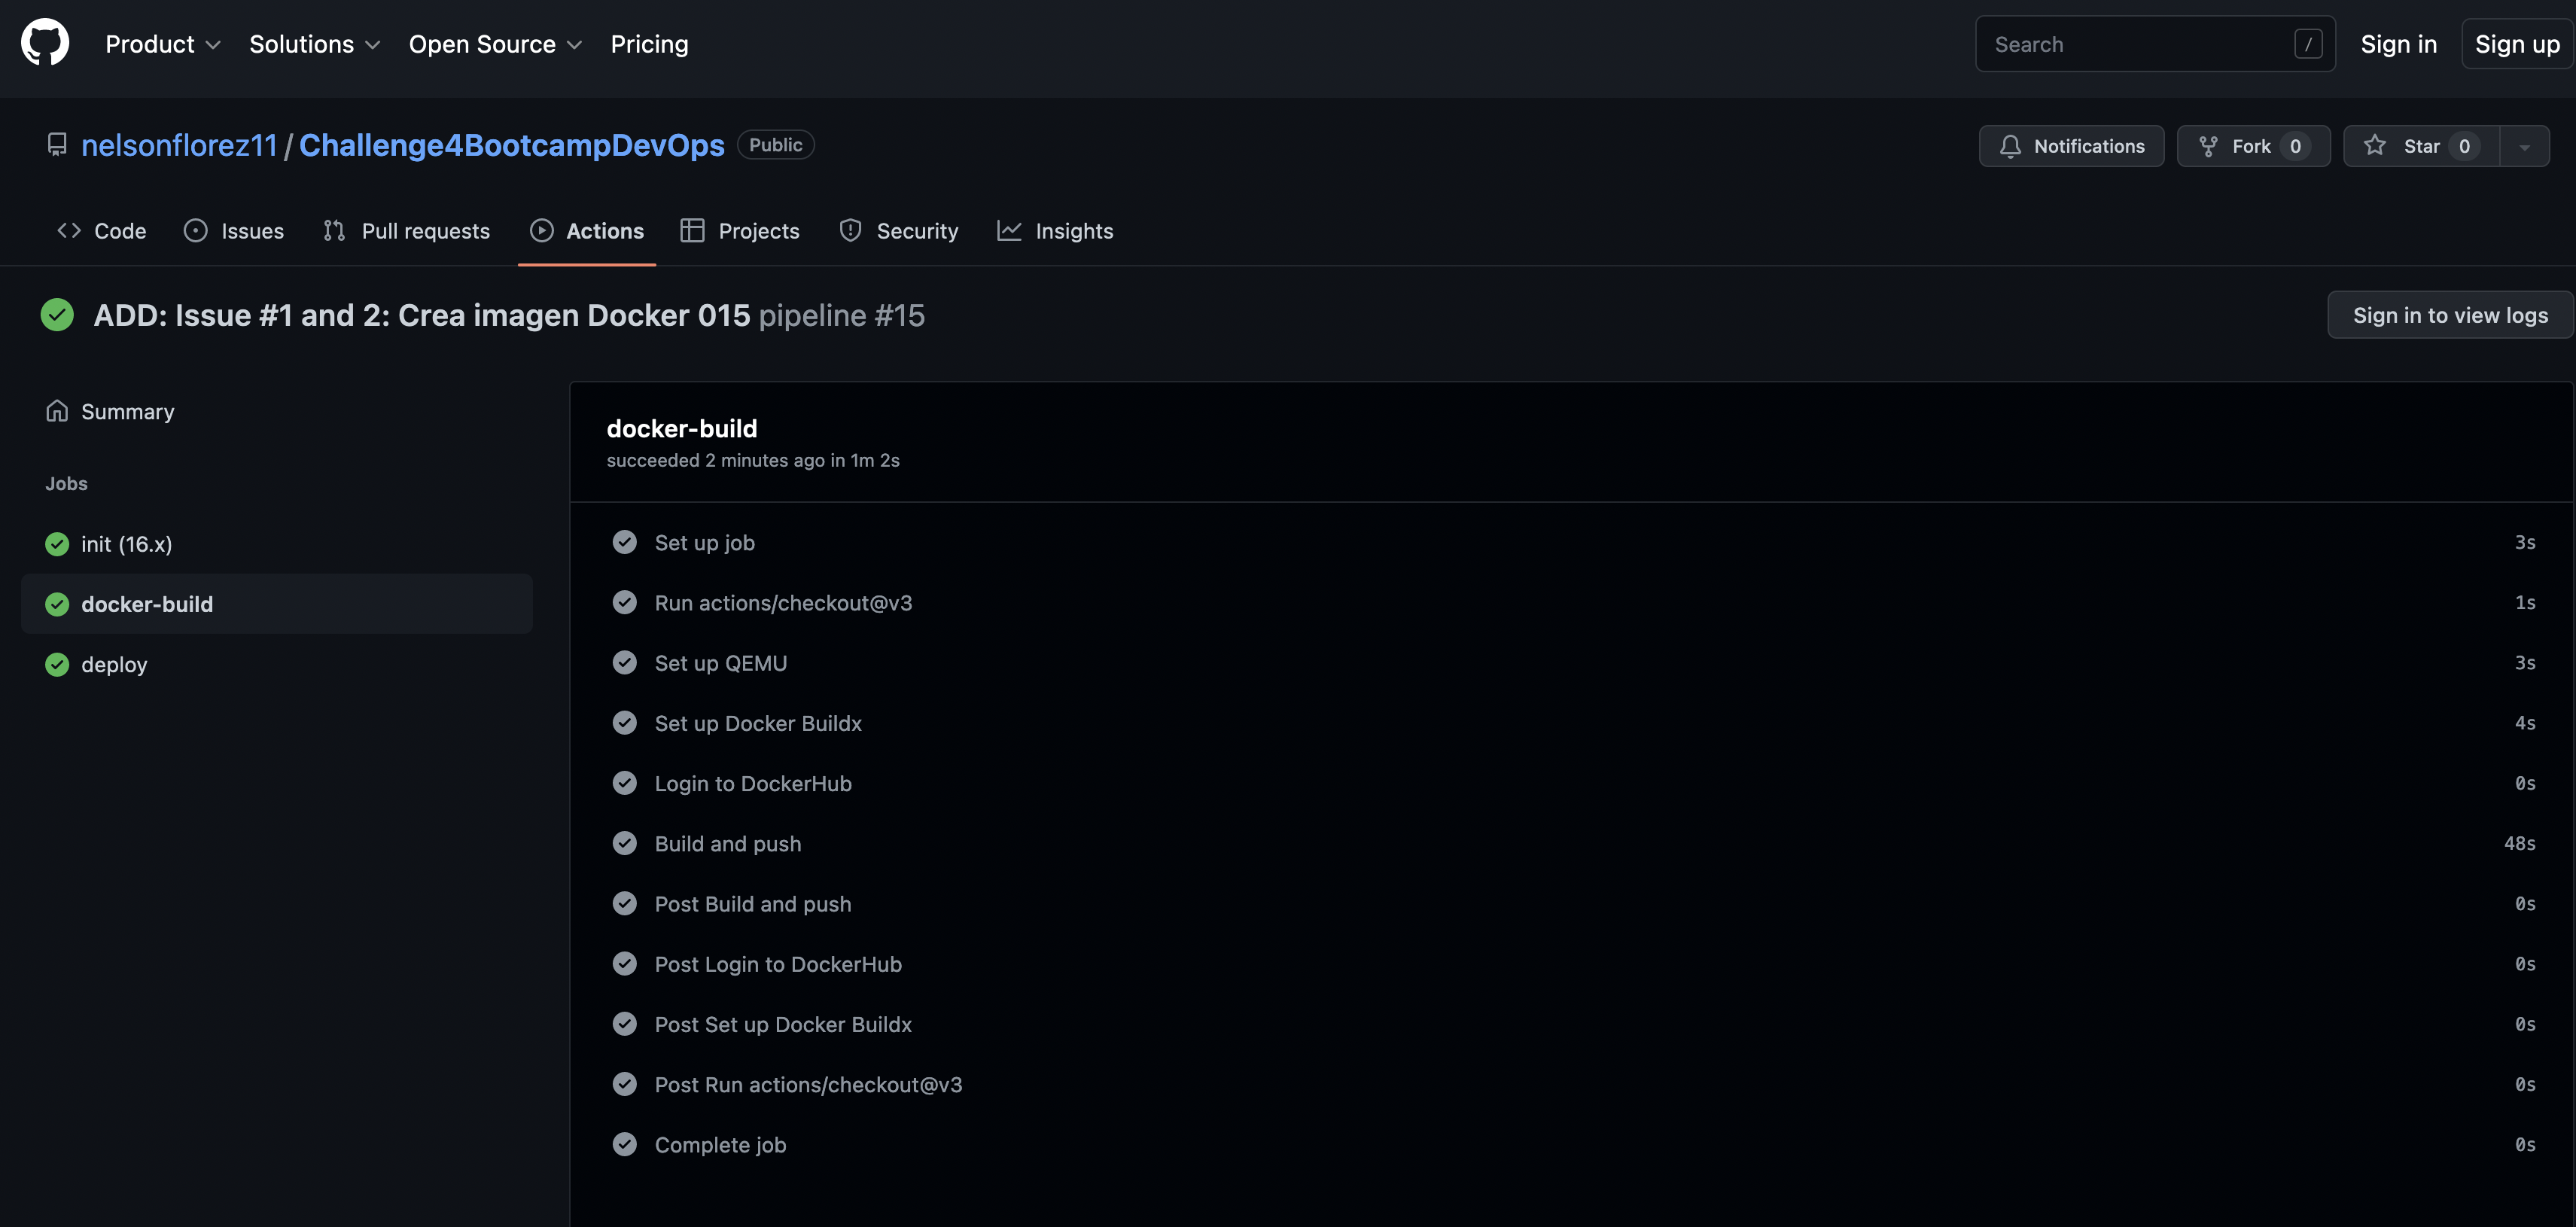 Product Solutions Open Source Pricing Search / Sign in Sign up
nelsonflorez11 / Challenge4BootcampDevOps Public Notifications Fork 0 Star 0
Code Issues Pull requests Actions Projects Security Insights
ADD: Issue #1 and 2: Crea imagen Docker 015 pipeline #15 Sign in to view logs
Summary
Jobs
init (16.x)
docker-build
deploy
docker-build
succeeded 2 minutes ago in 1m 2s
Set up job 3s
Run actions/checkout@v3 1s
Set up QEMU 3s
Set up Docker Buildx 4s
Login to DockerHub 0s
Build and push 48s
Post Build and push 0s
Post Login to DockerHub 0s
Post Set up Docker Buildx 0s
Post Run actions/checkout@v3 0s
Complete job 0s